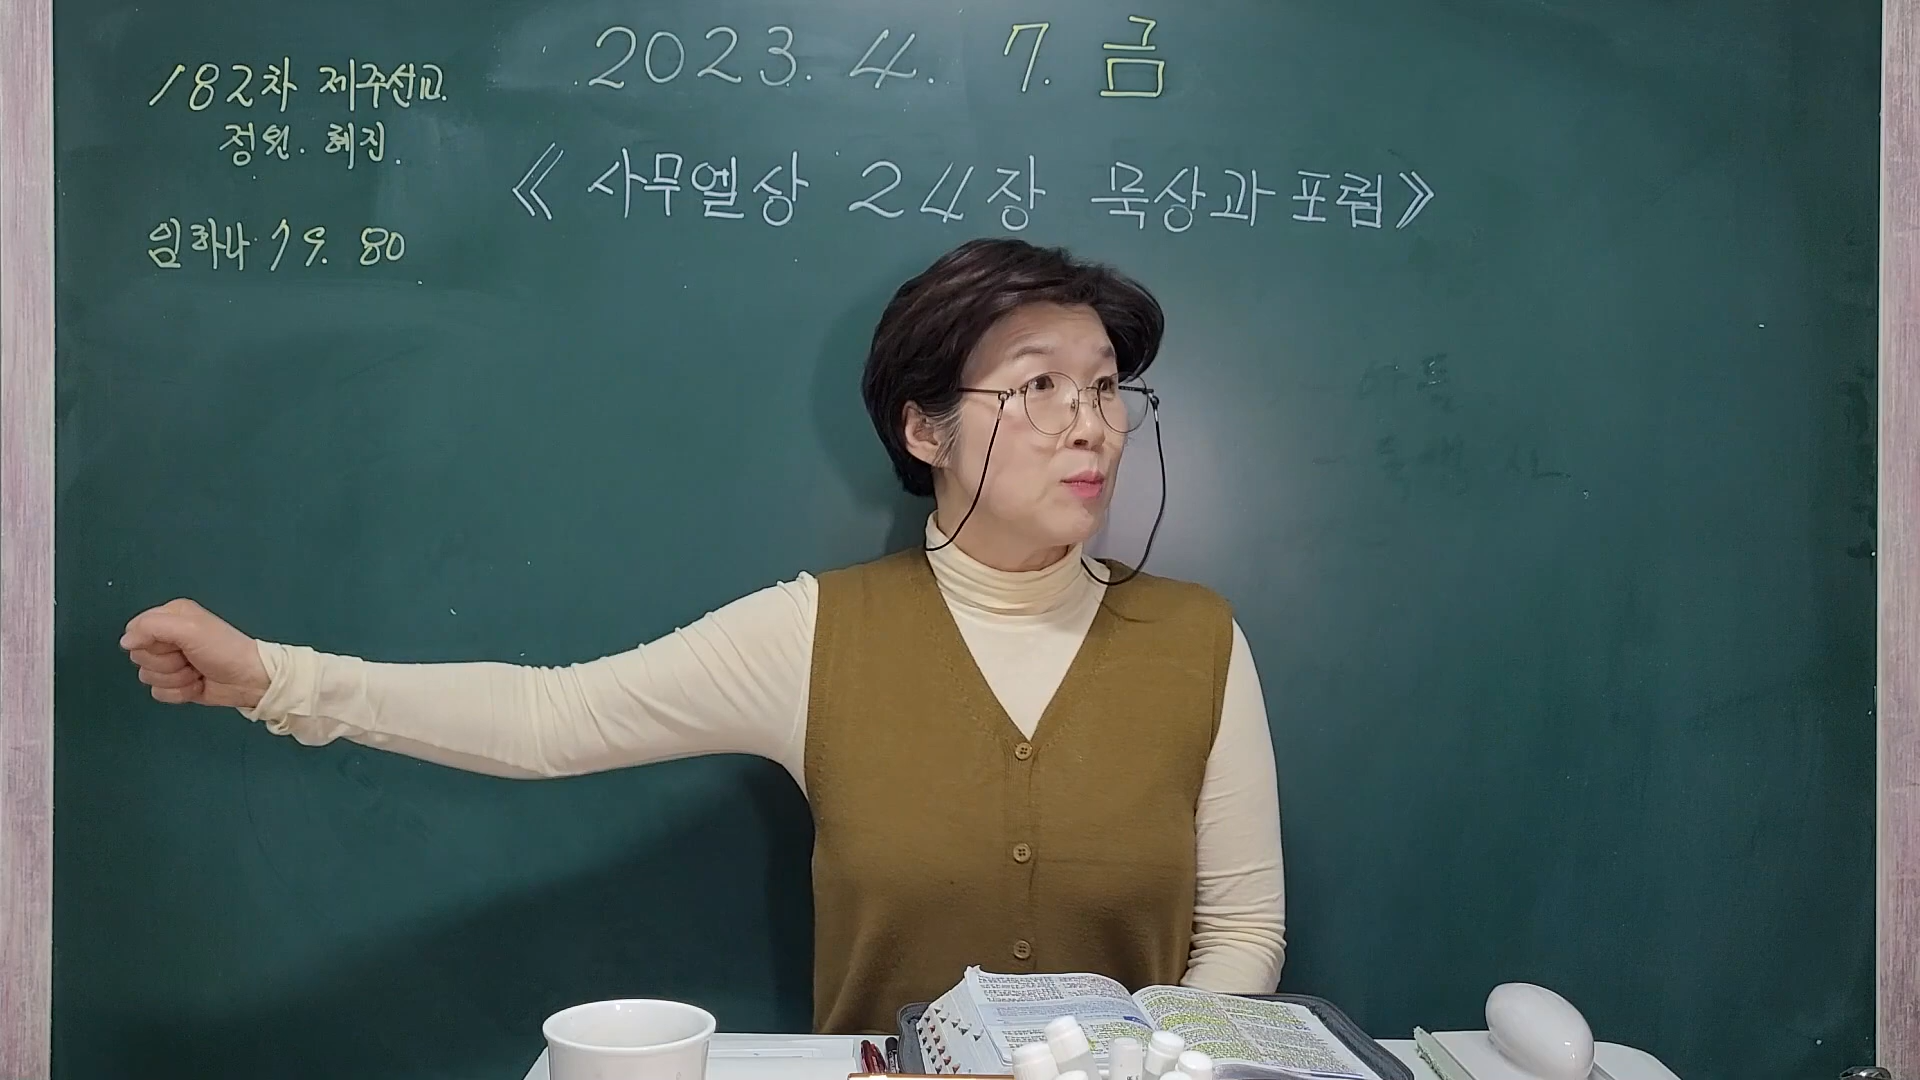 2023. 4. 7. 금
182차 제주선교.
정원. 혜진.
《 사무엘상 24장 묵상과 포럼》
임하나 19. 80